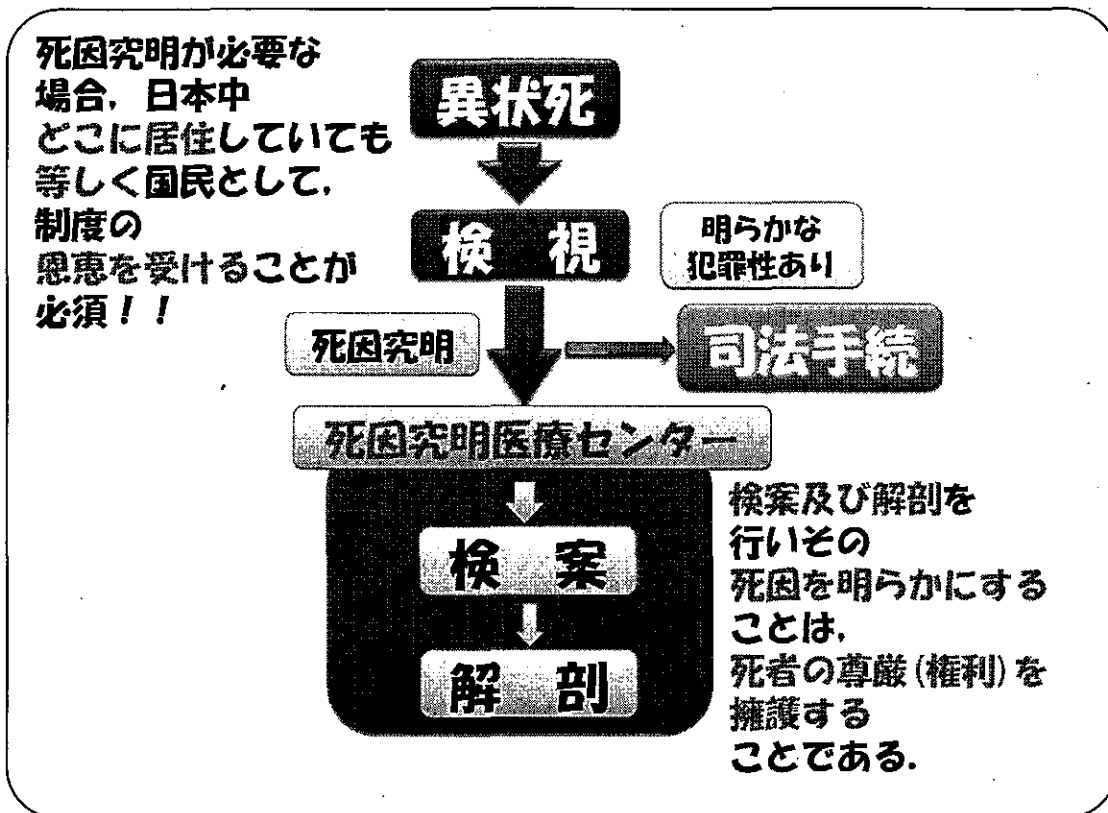 死因究明が必要な
場合，日本中
どこに居住していても
等しく国民として，
制度の
恩恵を受けることが
必須！！
異状死
検　視
明らかな
犯罪性あり
死因究明
司法手続
死因究明医療センター
検　案
解　剖
検案及び解剖を
行いその
死因を明らかにする
ことは，
死者の尊厳(権利)を
擁護する
ことである．